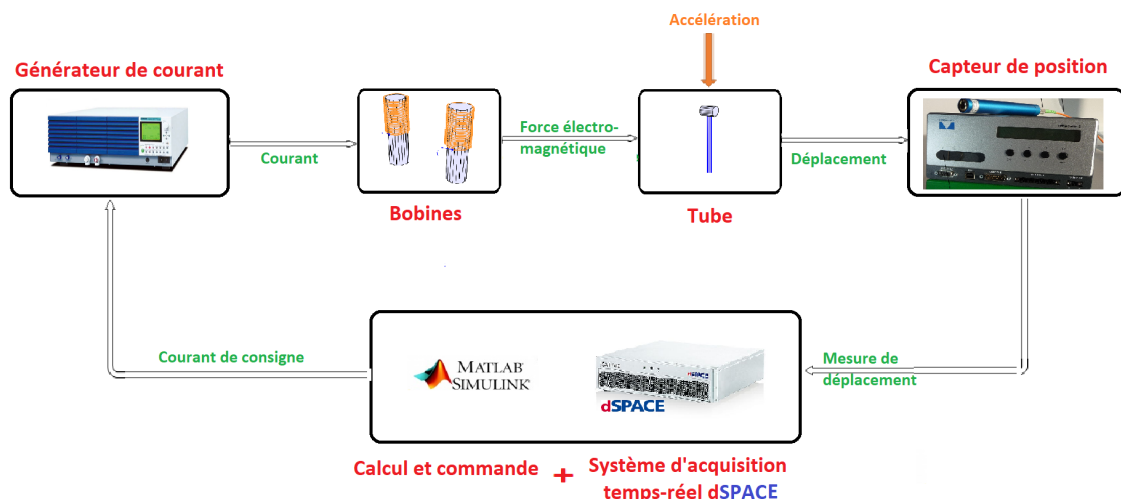 Accélération
Générateur de courant
Capteur de position
Courant
Force électro-
magnétique
Déplacement
Bobines
Tube
Courant de consigne
MATLAB
SIMULINK
dSPACE
Mesure de
déplacement
Calcul et commande + Système d'acquisition
temps-réel dSPACE